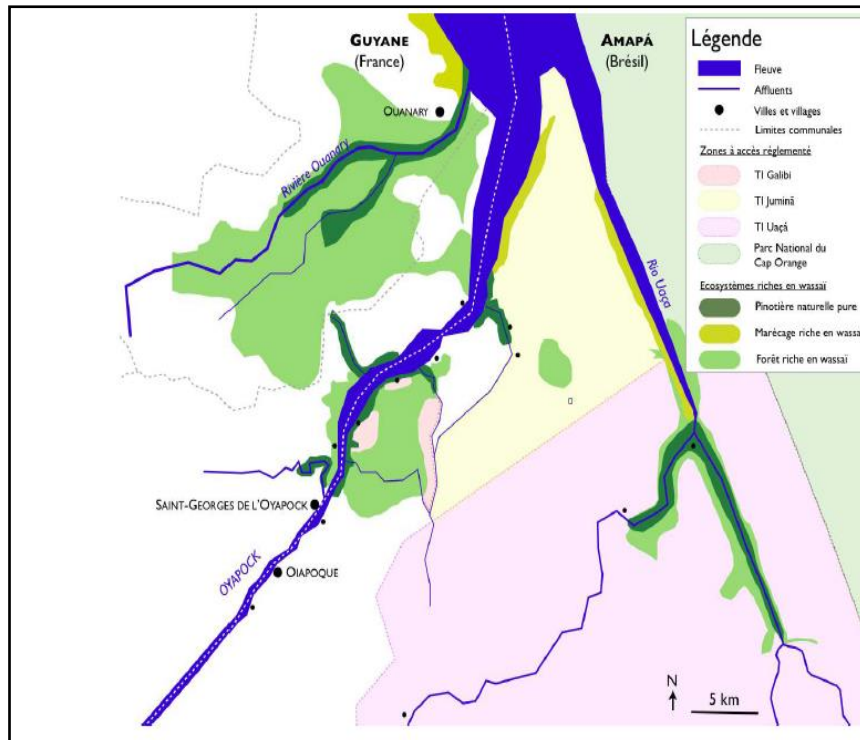 GUYANE
(France)
AMAPÁ
(Brésil)
OUANARY
Rivière Ouanary
Rio Uaça
SAINT-GEORGES DE L'OYAPOCK
OYAPOCK
OIAPOQUE
N
5 km
Légende
Fleuve
Affluents
Villes et villages
Limites communales
Zones à accès réglementé
TI Galibi
TI Juminã
TI Uaçá
Parc National du
Cap Orange
Ecosystèmes riches en wassaï
Pinotière naturelle pure
Marécage riche en wassa
Forêt riche en wassaï